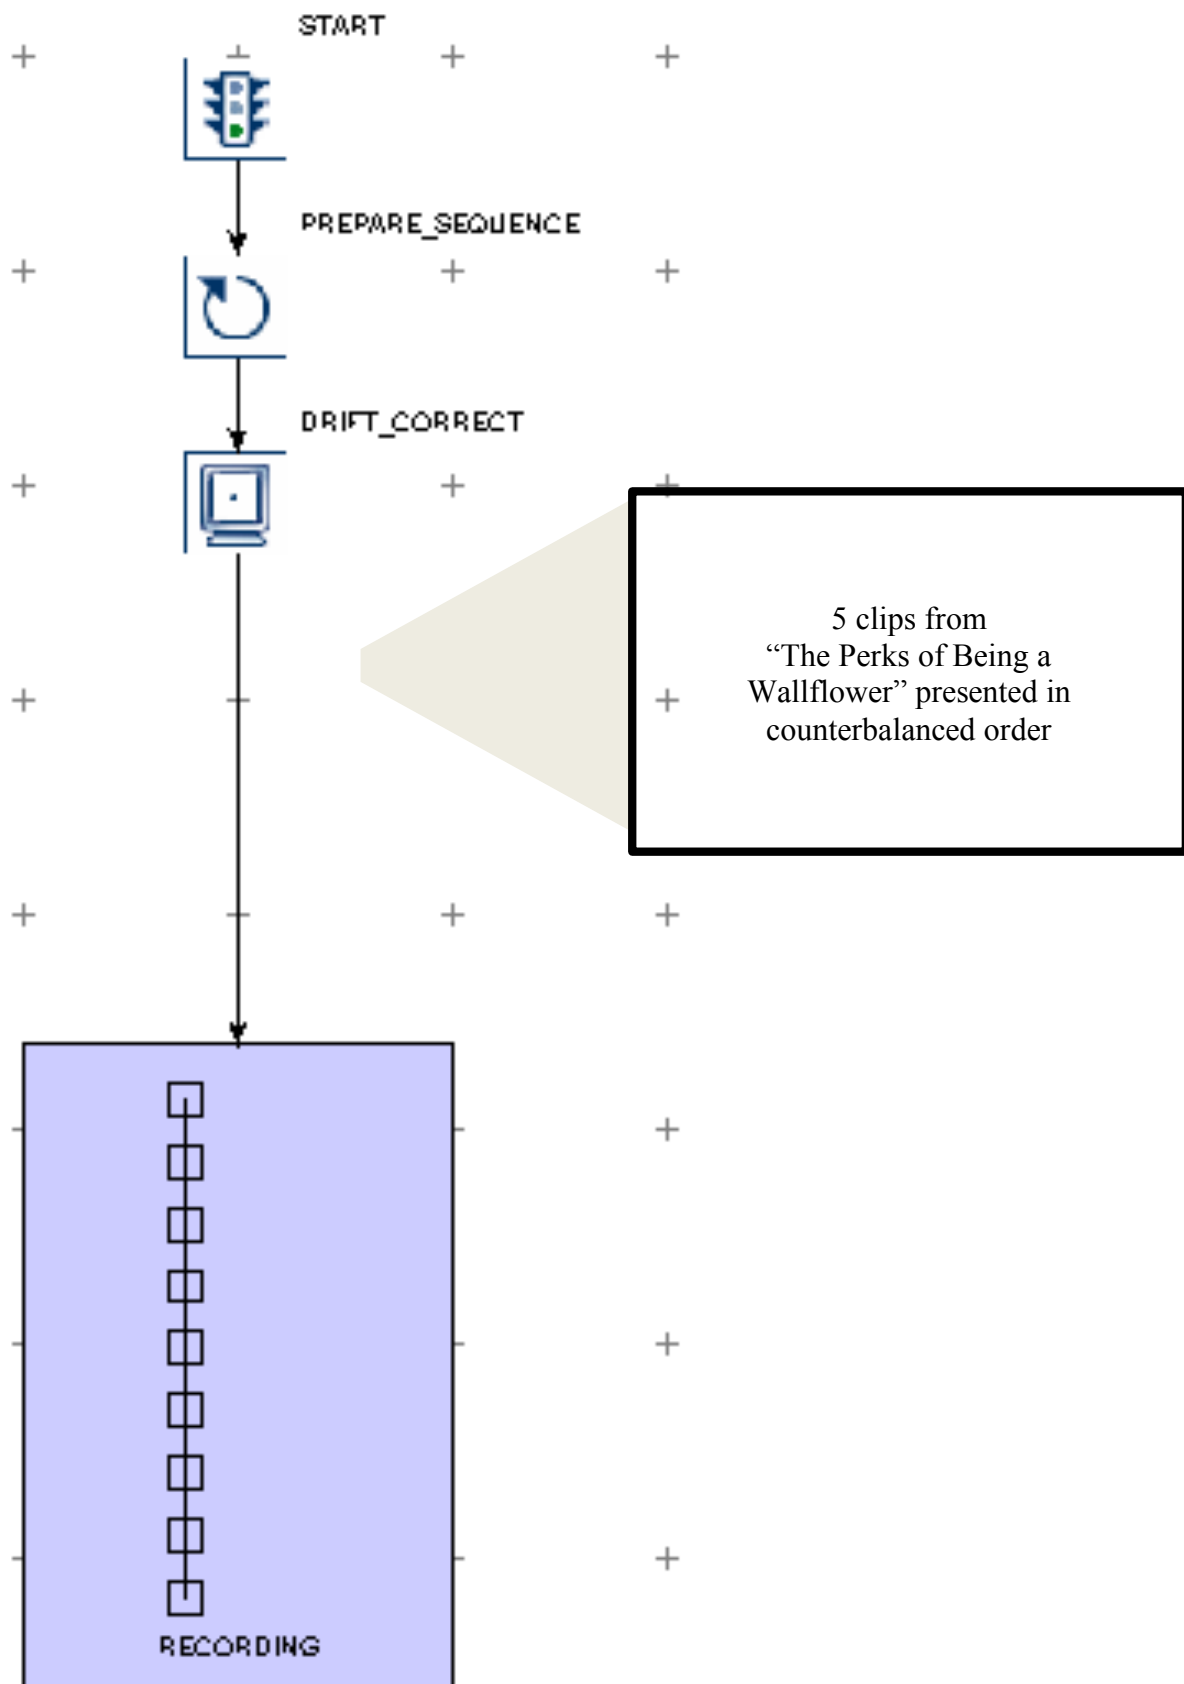 START
PREPARE_SEQUENCE
DRIFT_CORRECT
5 clips from
“The Perks of Being a
Wallflower” presented in
counterbalanced order
RECORDING